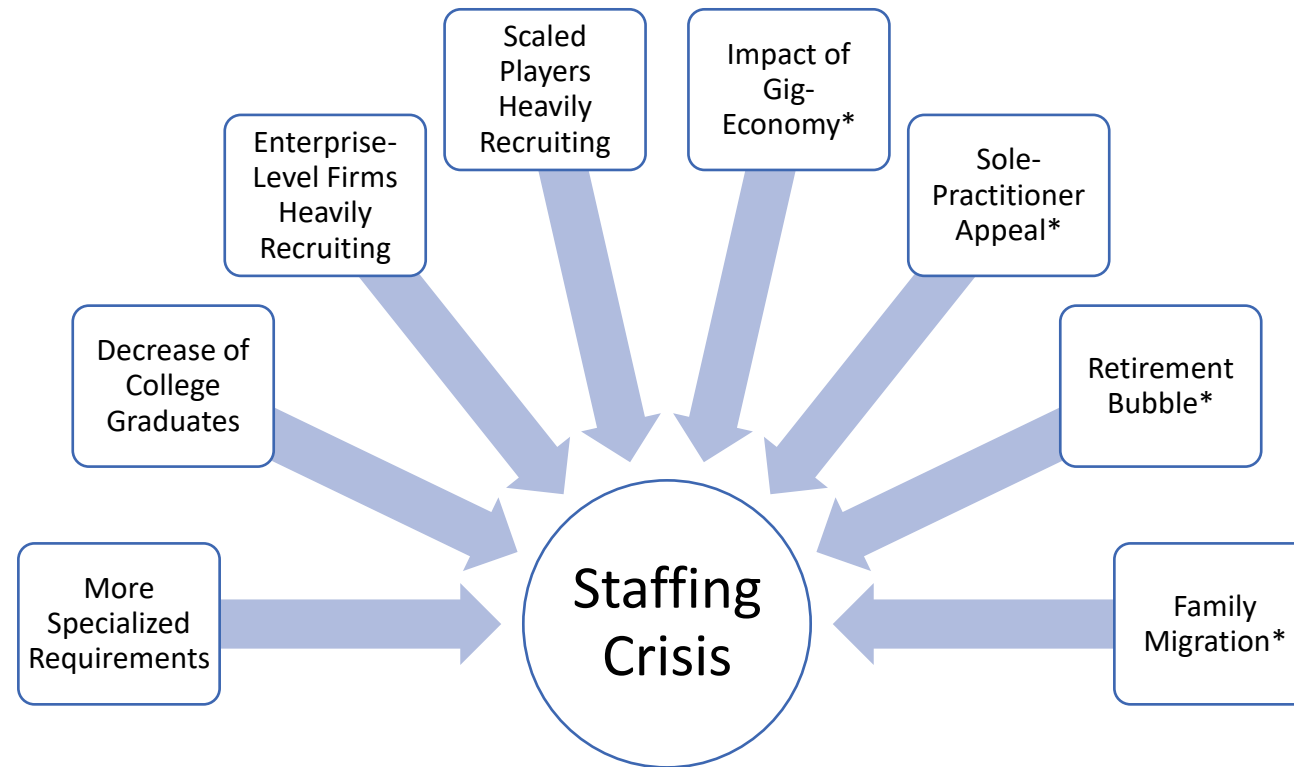 More
Specialized
Requirements
Decrease of
College
Graduates
Enterprise-
Level Firms
Heavily
Recruiting
Scaled
Players
Heavily
Recruiting
Impact of
Gig-
Economy*
Sole-
Practitioner
Appeal*
Retirement
Bubble*
Family
Migration*
Staffing
Crisis